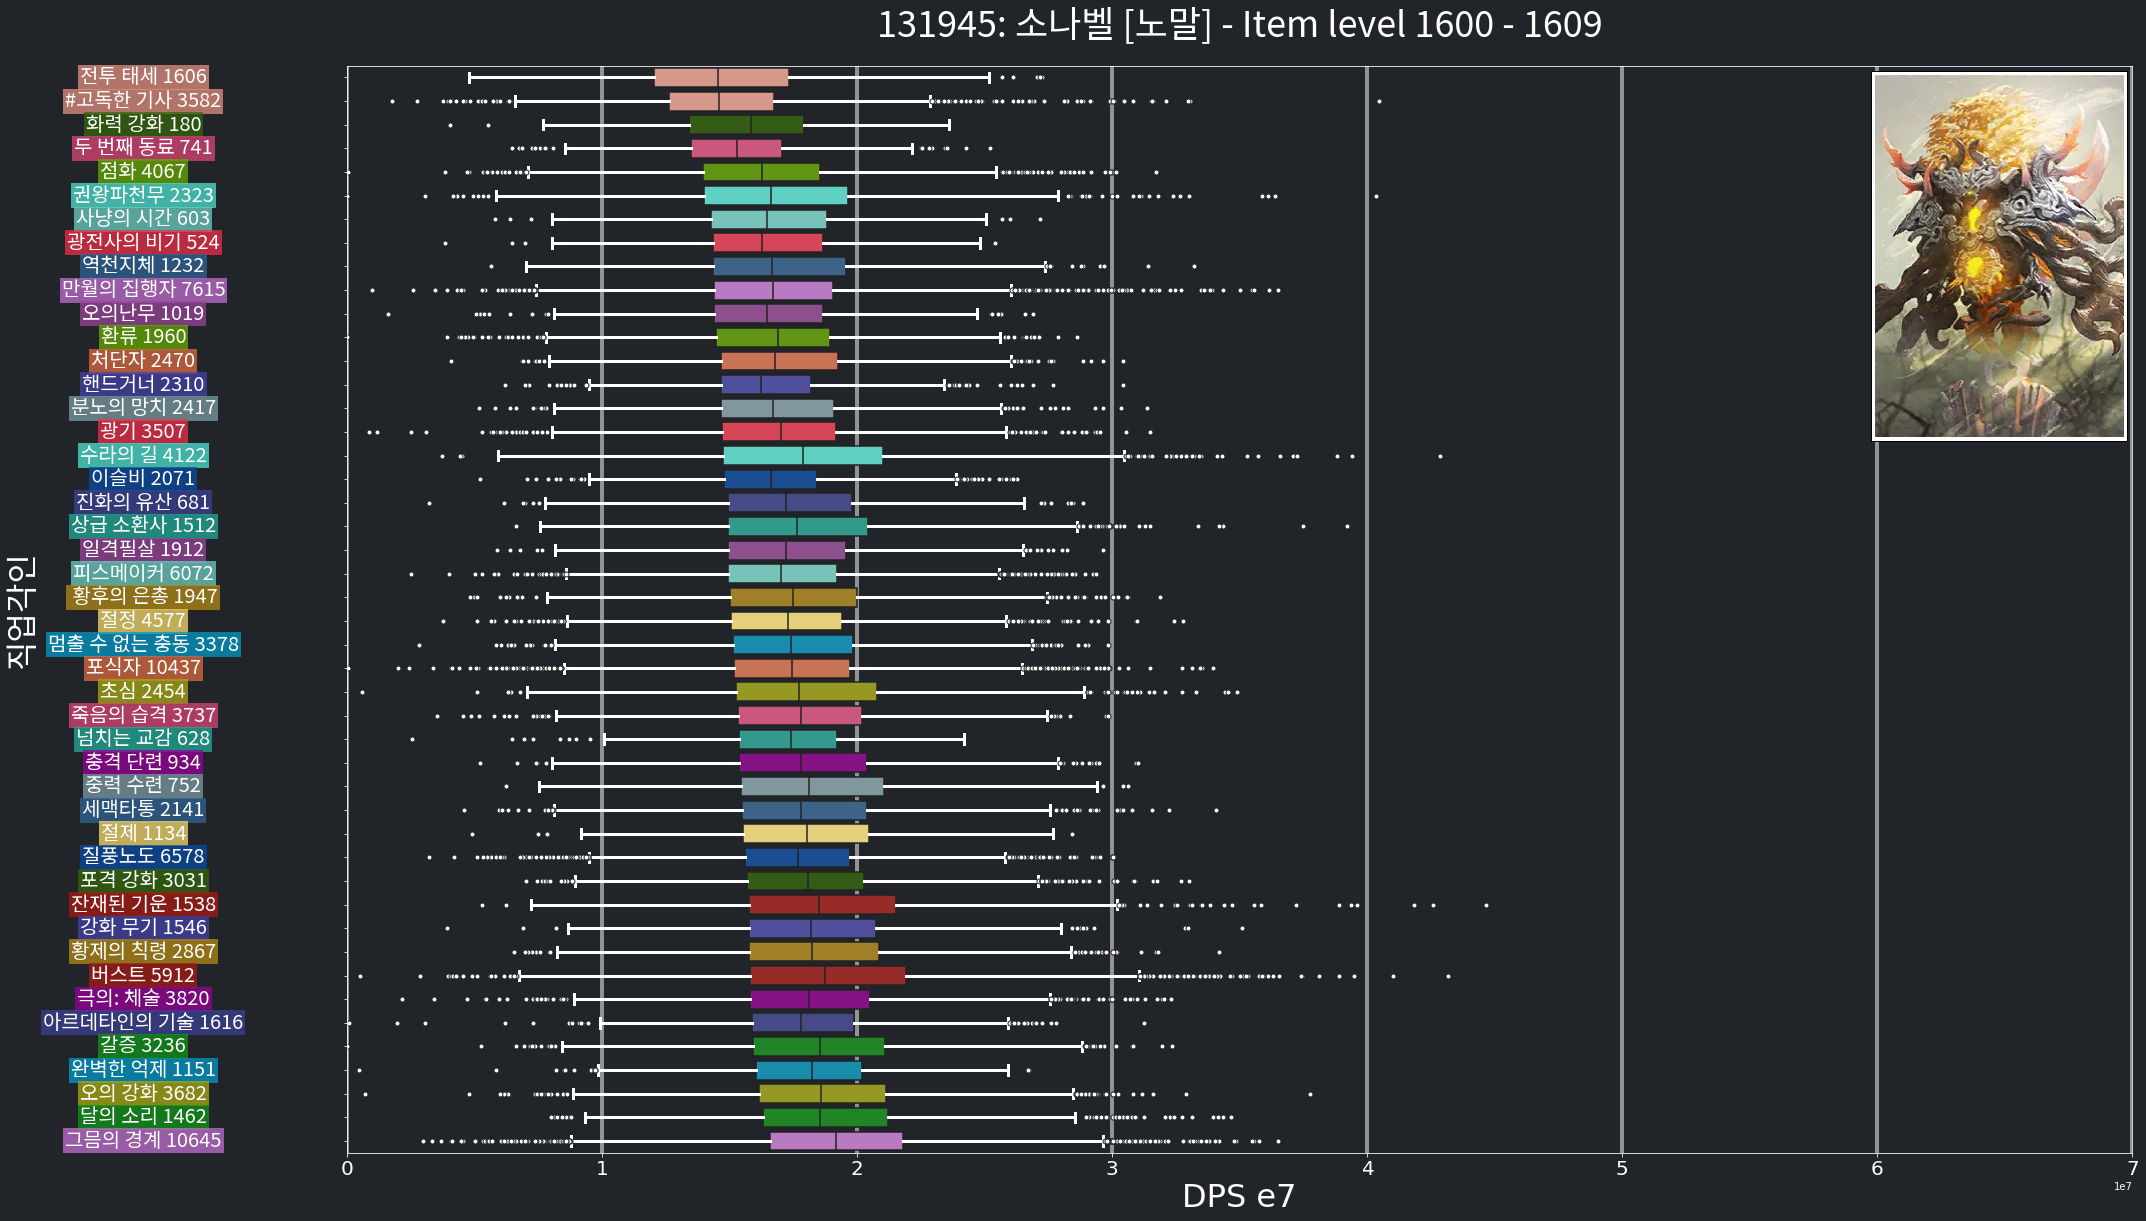 131945: 소나벨 [노말] - Item level 1600 - 1609
직업각인
전투 태세 1606
#고독한 기사 3582
화력 강화 180
두 번째 동료 741
점화 4067
권왕파천무 2323
사냥의 시간 603
광전사의 비기 524
역천지체 1232
만월의 집행자 7615
오의난무 1019
환류 1960
처단자 2470
핸드거너 2310
분노의 망치 2417
광기 3507
수라의 길 4122
이슬비 2071
진화의 유산 681
상급 소환사 1512
일격필살 1912
피스메이커 6072
황후의 은총 1947
절정 4577
멈출 수 없는 충동 3378
포식자 10437
초심 2454
죽음의 습격 3737
넘치는 교감 628
충격 단련 934
중력 수련 752
세맥타통 2141
절제 1134
질풍노도 6578
포격 강화 3031
잔재된 기운 1538
강화 무기 1546
황제의 칙령 2867
버스트 5912
극의: 체술 3820
아르데타인의 기술 1616
갈증 3236
완벽한 억제 1151
오의 강화 3682
달의 소리 1462
그믐의 경계 10645
0 1 2 3 4 5 6 7
1e7
DPS e7